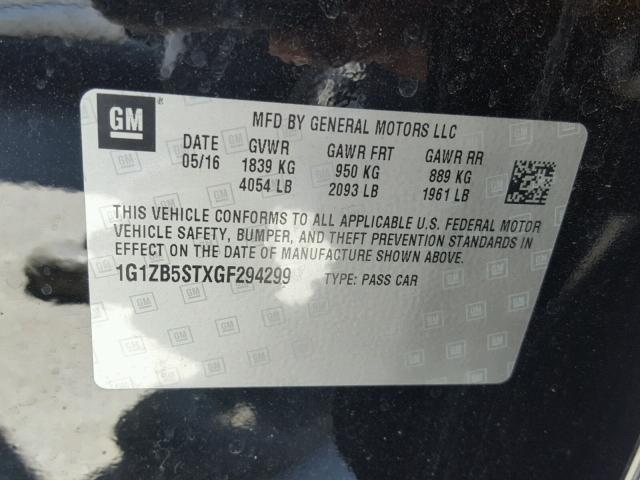 GM
MFD BY GENERAL MOTORS LLC
DATE GVWR GAWR FRT GAWR RR
05/16 1839 KG 950 KG 889 KG
4054 LB 2093 LB 1961 LB
THIS VEHICLE CONFORMS TO ALL APPLICABLE U.S. FEDERAL MOTOR
VEHICLE SAFETY, BUMPER, AND THEFT PREVENTION STANDARDS IN
EFFECT ON THE DATE OF MANUFACTURE SHOWN ABOVE.
1G1ZB5STXGF294299 TYPE: PASS CAR